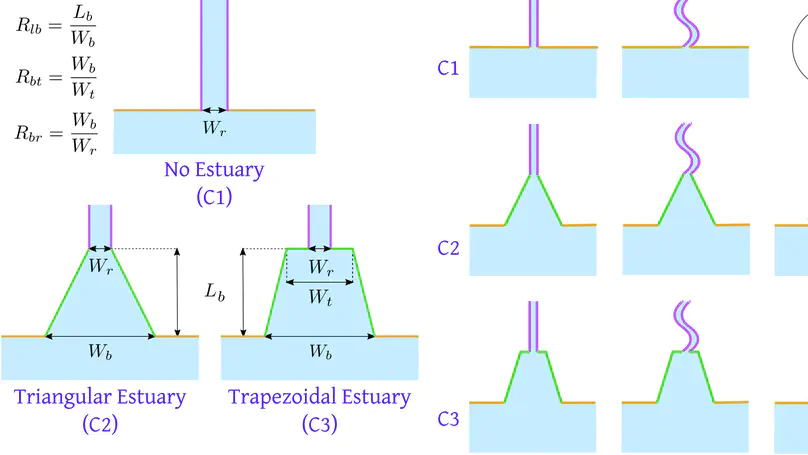 R_{lb} = \frac{L_b}{W_b}
R_{bt} = \frac{W_b}{W_t}
R_{br} = \frac{W_b}{W_r}
W_r
No Estuary
(C1)
W_r
W_b
L_b
W_r
W_t
W_b
Triangular Estuary
(C2)
Trapezoidal Estuary
(C3)
C1
C2
C3